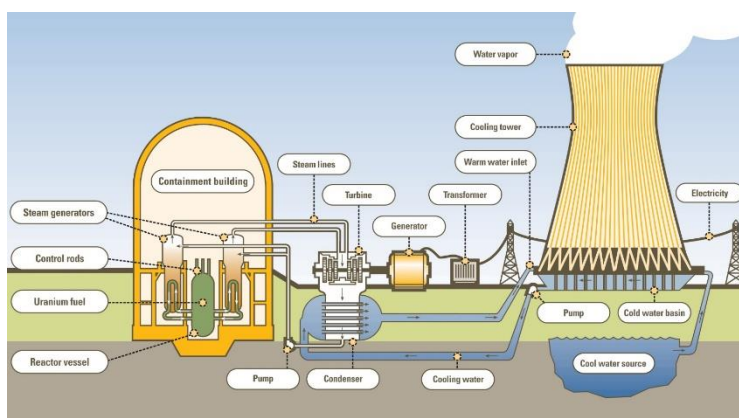 Water vapor
Cooling tower
Steam lines
Warm water inlet
Containment building
Turbine
Transformer
Electricity
Steam generators
Generator
Control rods
Uranium fuel
Pump
Cold water basin
Reactor vessel
Pump
Condenser
Cooling water
Cool water source